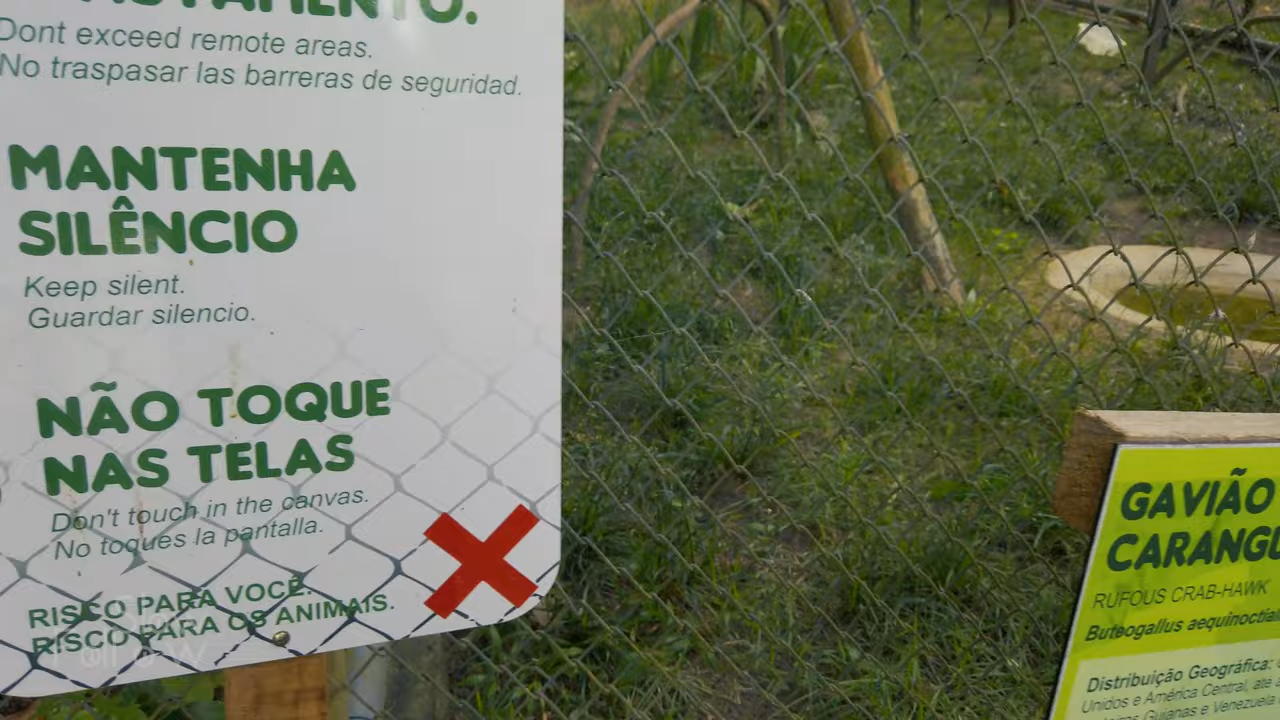 Dont exceed remote areas.
No traspasar las barreras de seguridad.
MANTENHA
SILÊNCIO
Keep silent.
Guardar silencio.
NÃO TOQUE
NAS TELAS
Don't touch in the canvas.
No toques la pantalla.
RISCO PARA VOCÊ.
RISCO PARA OS ANIMAIS.
GAVIÃO
CARANGU
RUFOUS CRAB-HAWK
Buteogallus aequinoctial
Distribuição Geográfica:
Unidos e América Central, até a
Guianas e Venezuela